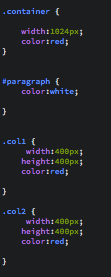 .container {
width:1024px;
color:red;
}
#paragraph {
color:white;
}
.col1 {
width:400px;
height:400px;
color:red;
}
.col2 {
width:400px;
height:400px;
color:red;
}